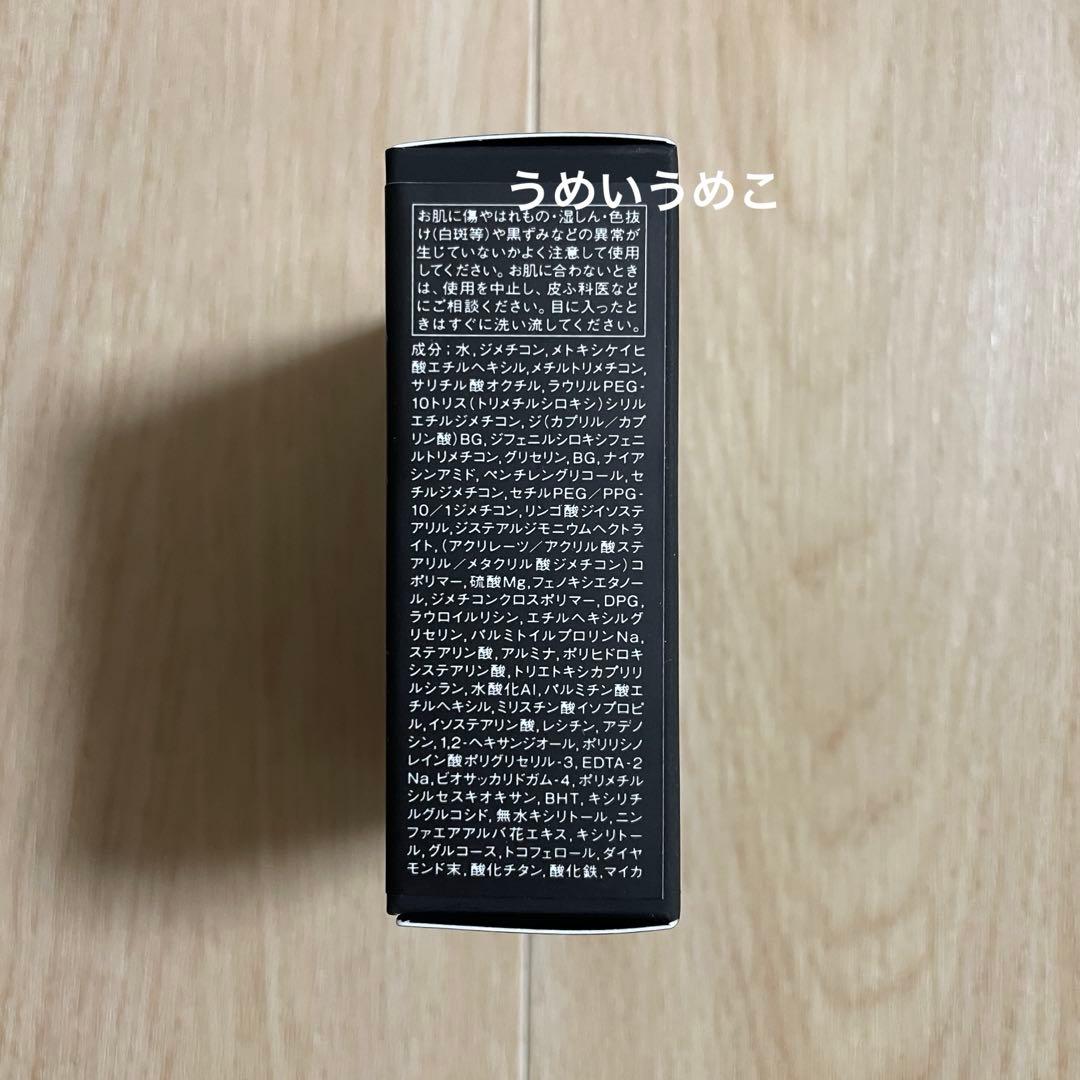 うめいうめこ
お肌に傷やはれもの・湿しん・色抜
け(白斑等)や黒ずみなどの異常が
生じていないかよく注意して使用
してください。お肌に合わないとき
は、使用を中止し、皮ふ科医など
にご相談ください。目に入ったと
きはすぐに洗い流してください。
成分：水,ジメチコン,メトキシケイヒ
酸エチルヘキシル,メチルトリメチコン,
サリチル酸オクチル,ラウリルPEG-
10トリス(トリメチルシロキシ)シリル
エチルジメチコン,ジ(カプリル／カプ
リン酸)BG,ジフェニルシロキシフェニ
ルトリメチコン,グリセリン,BG,ナイア
シンアミド,ペンチレングリコール,セ
チルジメチコン,セチルPEG／PPG-
10／1ジメチコン,リンゴ酸ジイソステ
アリル,ジステアルジモニウムヘクトラ
イト,(アクリレーツ／アクリル酸ステ
アリル／メタクリル酸ジメチコン)コ
ポリマー,硫酸Mg,フェノキシエタノー
ル,ジメチコンクロスポリマー,DPG,
ラウロイルリシン,エチルヘキシルグ
リセリン,パルミトイルプロリンNa,
ステアリン酸,アルミナ,ポリヒドロキ
システアリン酸,トリエトキシカプリリ
ルシラン,水酸化Al,パルミチン酸エ
チルヘキシル,ミリスチン酸イソプロピ
ル,イソステアリン酸,レシチン,アデノ
シン,1,2-ヘキサンジオール,ポリリシノ
レイン酸ポリグリセリル-3,EDTA-2
Na,ビオサッカリドガム-4,ポリメチル
シルセスキオキサン,BHT,キシリチ
ルグルコシド,無水キシリトール,ニン
ファエアアルバ花エキス,キシリトー
ル,グルコース,トコフェロール,ダイヤ
モンド末,酸化チタン,酸化鉄,マイカ